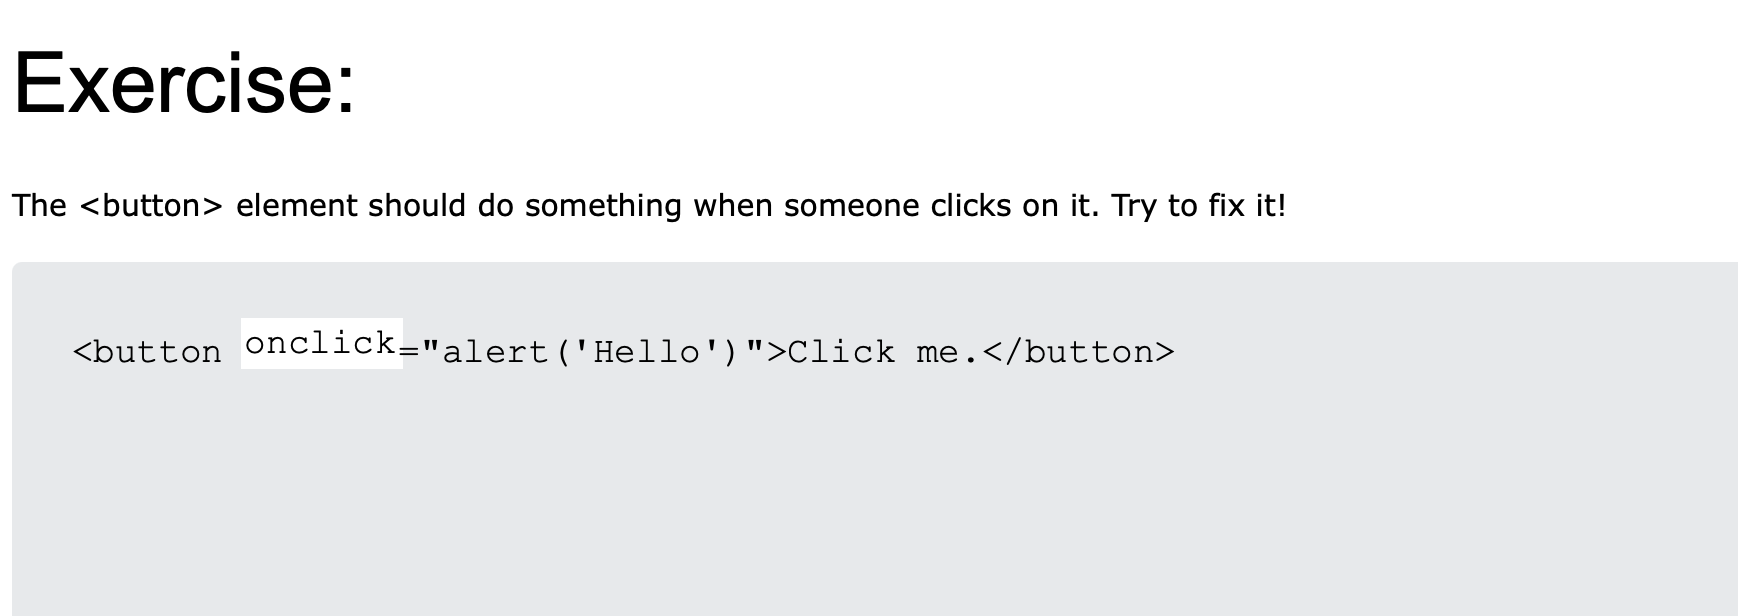 Exercise:
The <button> element should do something when someone clicks on it. Try to fix it!
<button onclick="alert('Hello')">Click me.</button>